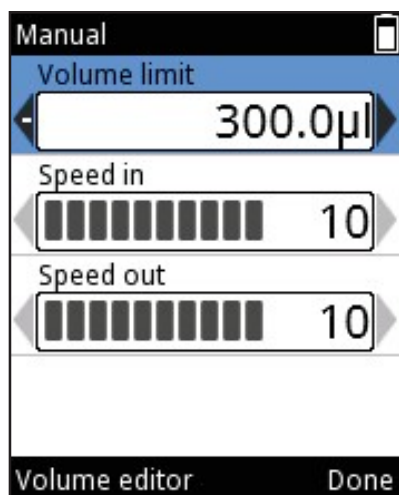 Manual
Volume limit
300.0µl
Speed in
10
Speed out
10
Volume editor Done